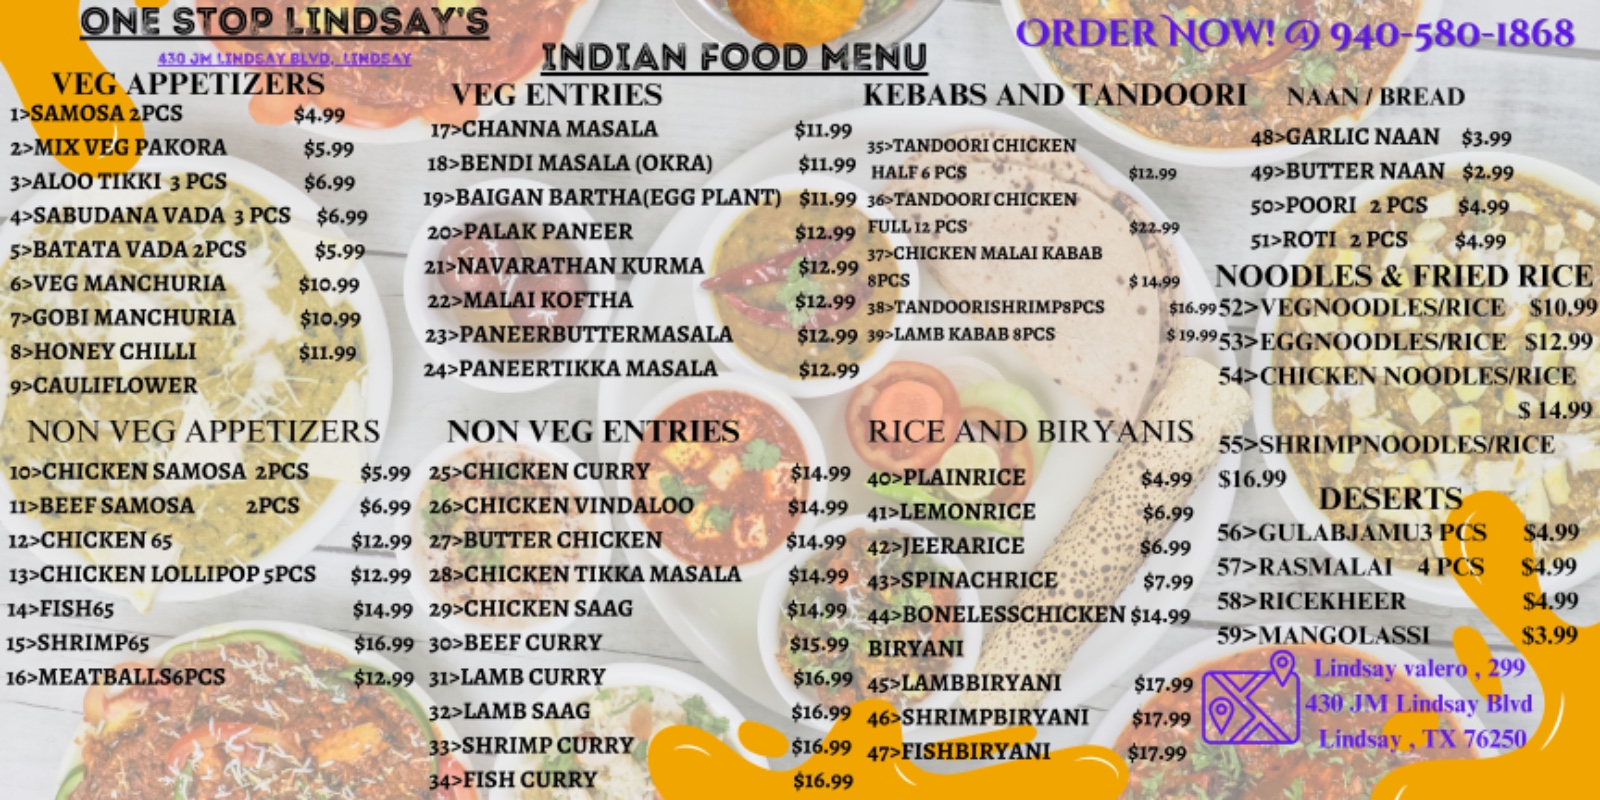 ONE STOP LINDSAY'S
430 JM LINDSAY BLVD, LINDSAY
INDIAN FOOD MENU
ORDER NOW! @ 940-580-1868
VEG APPETIZERS
1>SAMOSA 2PCS $4.99
2>MIX VEG PAKORA $5.99
3>ALOO TIKKI 3 PCS $6.99
4>SABUDANA VADA 3 PCS $6.99
5>BATATA VADA 2PCS $5.99
6>VEG MANCHURIA $10.99
7>GOBI MANCHURIA $10.99
8>HONEY CHILLI $11.99
9>CAULIFLOWER
NON VEG APPETIZERS
10>CHICKEN SAMOSA 2PCS $5.99
11>BEEF SAMOSA 2PCS $6.99
12>CHICKEN 65 $12.99
13>CHICKEN LOLLIPOP 5PCS $12.99
14>FISH65 $14.99
15>SHRIMP65 $16.99
16>MEATBALLS6PCS $12.99
VEG ENTRIES
17>CHANNA MASALA $11.99
18>BENDI MASALA (OKRA) $11.99
19>BAIGAN BARTHA(EGG PLANT) $11.99
20>PALAK PANEER $12.99
21>NAVARATHAN KURMA $12.99
22>MALAI KOFTHA $12.99
23>PANEERBUTTERMASALA $12.99
24>PANEERTIKKA MASALA $12.99
NON VEG ENTRIES
25>CHICKEN CURRY $14.99
26>CHICKEN VINDALOO $14.99
27>BUTTER CHICKEN $14.99
28>CHICKEN TIKKA MASALA $14.99
29>CHICKEN SAAG $14.99
30>BEEF CURRY $15.99
31>LAMB CURRY $16.99
32>LAMB SAAG $16.99
33>SHRIMP CURRY $16.99
34>FISH CURRY $16.99
KEBABS AND TANDOORI
35>TANDOORI CHICKEN
HALF 6 PCS $12.99
36>TANDOORI CHICKEN
FULL 12 PCS $22.99
37>CHICKEN MALAI KABAB
8PCS $ 14.99
38>TANDOORISHRIMP8PCS $16.99
39>LAMB KABAB 8PCS $ 19.99
RICE AND BIRYANIS
40>PLAINRICE $4.99
41>LEMONRICE $6.99
42>JEERARICE $6.99
43>SPINACHRICE $7.99
44>BONELESSCHICKEN $14.99
BIRYANI
45>LAMBBIRYANI $17.99
46>SHRIMPBIRYANI $17.99
47>FISHBIRYANI $17.99
NAAN / BREAD
48>GARLIC NAAN $3.99
49>BUTTER NAAN $2.99
50>POORI 2 PCS $4.99
51>ROTI 2 PCS $4.99
NOODLES & FRIED RICE
52>VEGNOODLES/RICE $10.99
53>EGGNOODLES/RICE $12.99
54>CHICKEN NOODLES/RICE
$ 14.99
55>SHRIMPNOODLES/RICE
$16.99
DESERTS
56>GULABJAMU3 PCS $4.99
57>RASMALAI 4 PCS $4.99
58>RICEKHEER $4.99
59>MANGOLASSI $3.99
Lindsay valero , 299
430 JM Lindsay Blvd
Lindsay , TX 76250